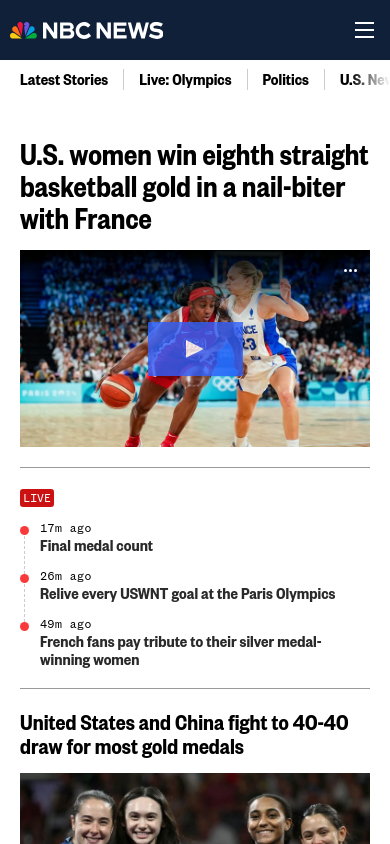 NBC NEWS
Latest Stories
Live: Olympics
Politics
U.S. New
U.S. women win eighth straight
basketball gold in a nail-biter
with France
NCE
23
LIVE
17m ago
Final medal count
26m ago
Relive every USWNT goal at the Paris Olympics
49m ago
French fans pay tribute to their silver medal-
winning women
United States and China fight to 40-40
draw for most gold medals